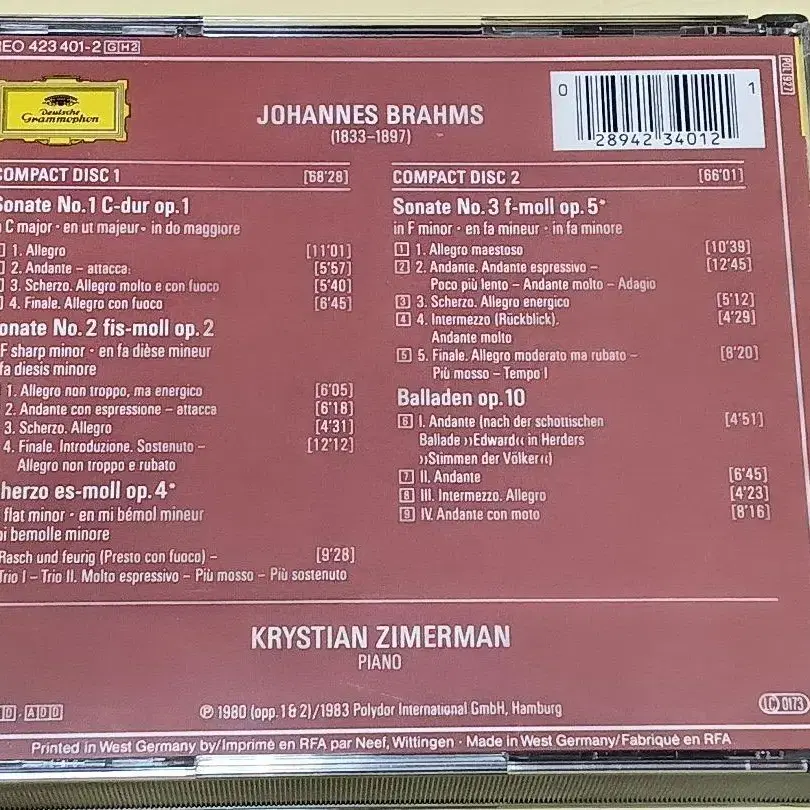 EO 423 401-2 GH2
POL 927
Deutsche
Grammophon
JOHANNES BRAHMS
(1833–1897)
0 28942 34012 1
COMPACT DISC 1 [68'28]
Sonate No.1 C-dur op.1
C major · en ut majeur · in do maggiore
1. Allegro [11'01]
2. Andante – attacca: [5'57]
3. Scherzo. Allegro molto e con fuoco [5'40]
4. Finale. Allegro con fuoco [6'45]
onate No.2 fis-moll op.2
F sharp minor · en fa dièse mineur
fa diesis minore
1. Allegro non troppo, ma energico [6'05]
2. Andante con espressione – attacca [6'18]
3. Scherzo. Allegro [4'31]
4. Finale. Introduzione. Sostenuto – [12'12]
Allegro non troppo e rubato
herzo es-moll op.4*
flat minor · en mi bémol mineur
i bemolle minore
Rasch und feurig (Presto con fuoco) – [9'28]
Trio I – Trio II. Molto espressivo – Più mosso – Più sostenuto
COMPACT DISC 2 [66'01]
Sonate No.3 f-moll op.5*
in F minor · en fa mineur · in fa minore
1 1. Allegro maestoso [10'39]
2 2. Andante. Andante espressivo – [12'45]
Poco più lento – Andante molto – Adagio
3 3. Scherzo. Allegro energico [5'12]
4 4. Intermezzo (Rückblick). [4'29]
Andante molto
5 5. Finale. Allegro moderato ma rubato – [8'20]
Più mosso – Tempo I
Balladen op.10
6 I. Andante (nach der schottischen [4'51]
Ballade »Edward« in Herders
»Stimmen der Völker«)
7 II. Andante [6'45]
8 III. Intermezzo. Allegro [4'23]
9 IV. Andante con moto [8'16]
KRYSTIAN ZIMERMAN
PIANO
D · ADD
℗ 1980 (opp. 1 & 2)/1983 Polydor International GmbH, Hamburg
LC 0173
Printed in West Germany by/Imprimé en RFA par Neef, Wittingen · Made in West Germany/Fabriqué en RFA